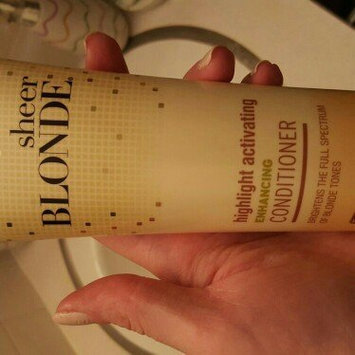 sheer
BLONDE
highlight activating
ENHANCING
CONDITIONER
BRIGHTENS THE FULL SPECTRUM
OF BLONDE TONES